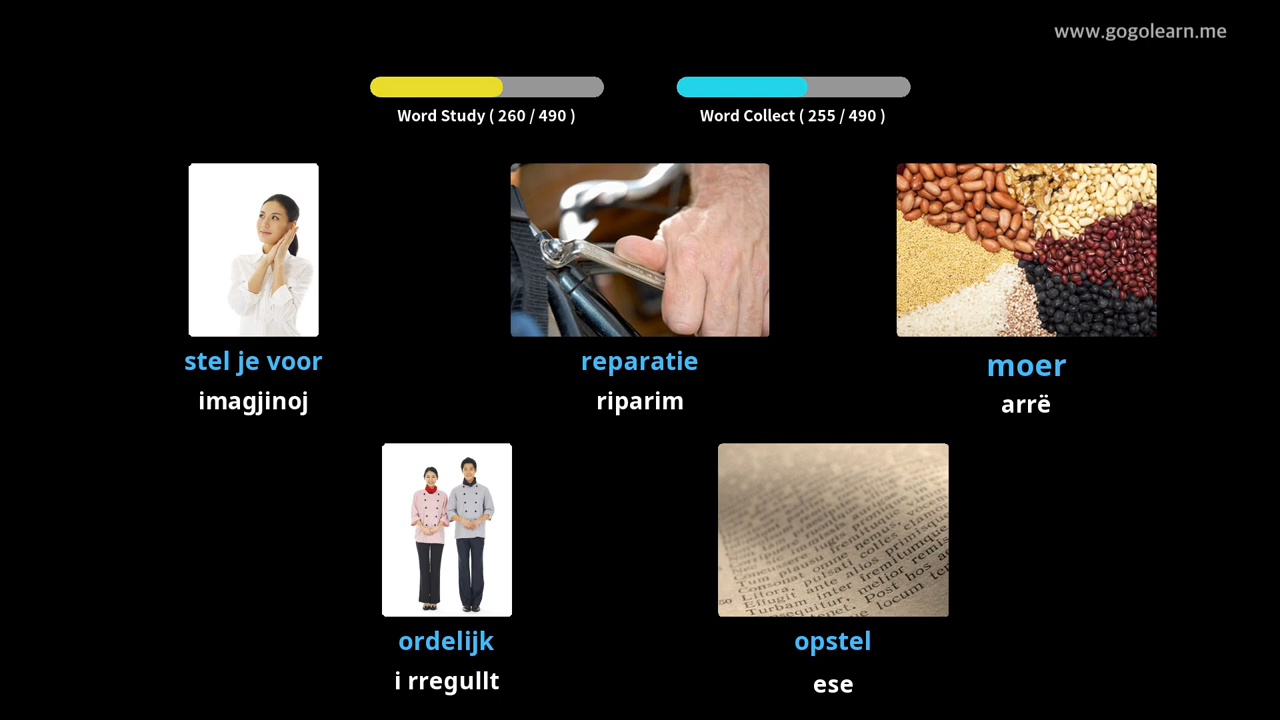 www.gogolearn.me
Word Study ( 260 / 490 )
Word Collect ( 255 / 490 )
stel je voor
imagjinoj
reparatie
riparim
moer
arrë
ordelijk
i rregullt
opstel
ese